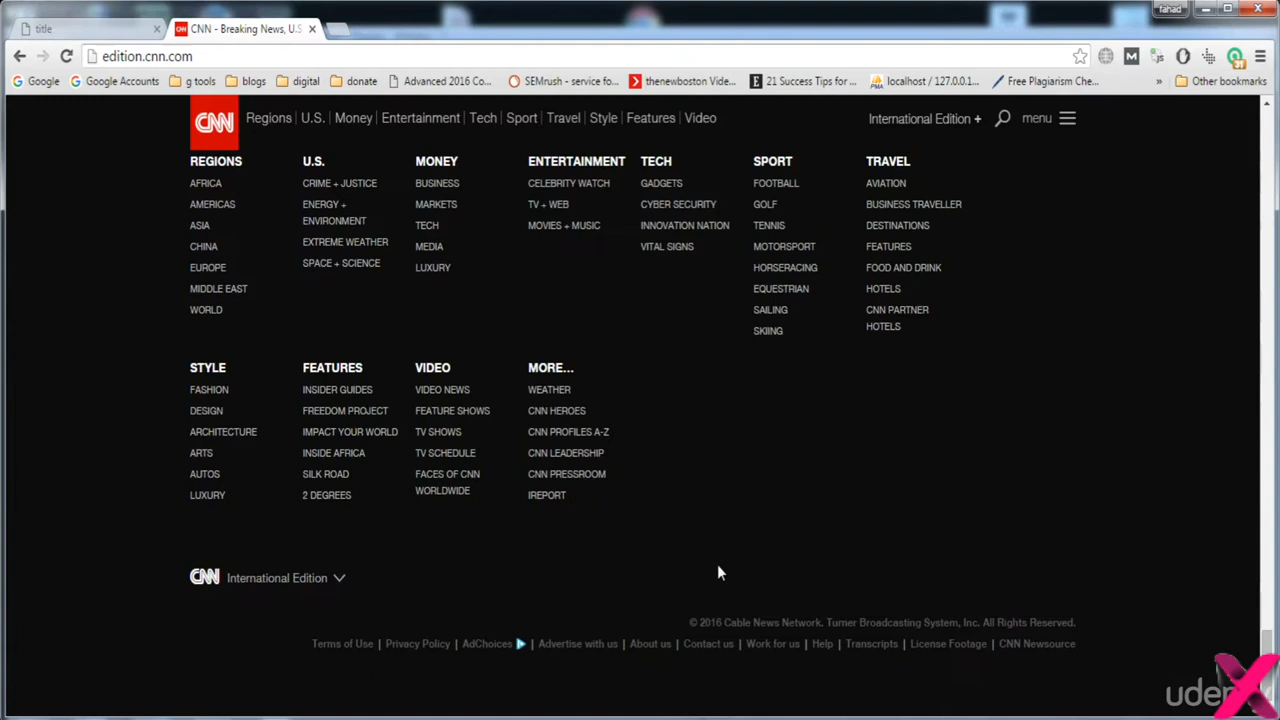 fahad
title
CNN - Breaking News, U.S
edition.cnn.com
Google
Google Accounts
g tools
blogs
digital
donate
Advanced 2016 Co...
SEMrush - service fo...
thenewboston Vide...
21 Success Tips for ...
localhost / 127.0.0.1...
Free Plagiarism Che...
»
Other bookmarks
CNN
Regions | U.S. | Money | Entertainment | Tech | Sport | Travel | Style | Features | Video
International Edition +
menu
REGIONS
AFRICA
AMERICAS
ASIA
CHINA
EUROPE
MIDDLE EAST
WORLD
U.S.
CRIME + JUSTICE
ENERGY +
ENVIRONMENT
EXTREME WEATHER
SPACE + SCIENCE
MONEY
BUSINESS
MARKETS
TECH
MEDIA
LUXURY
ENTERTAINMENT
CELEBRITY WATCH
TV + WEB
MOVIES + MUSIC
TECH
GADGETS
CYBER SECURITY
INNOVATION NATION
VITAL SIGNS
SPORT
FOOTBALL
GOLF
TENNIS
MOTORSPORT
HORSERACING
EQUESTRIAN
SAILING
SKIING
TRAVEL
AVIATION
BUSINESS TRAVELLER
DESTINATIONS
FEATURES
FOOD AND DRINK
HOTELS
CNN PARTNER
HOTELS
STYLE
FASHION
DESIGN
ARCHITECTURE
ARTS
AUTOS
LUXURY
FEATURES
INSIDER GUIDES
FREEDOM PROJECT
IMPACT YOUR WORLD
INSIDE AFRICA
SILK ROAD
2 DEGREES
VIDEO
VIDEO NEWS
FEATURE SHOWS
TV SHOWS
TV SCHEDULE
FACES OF CNN
WORLDWIDE
MORE...
WEATHER
CNN HEROES
CNN PROFILES A-Z
CNN LEADERSHIP
CNN PRESSROOM
IREPORT
CNN International Edition
© 2016 Cable News Network. Turner Broadcasting System, Inc. All Rights Reserved.
Terms of Use | Privacy Policy | AdChoices | Advertise with us | About us | Contact us | Work for us | Help | Transcripts | License Footage | CNN Newsource